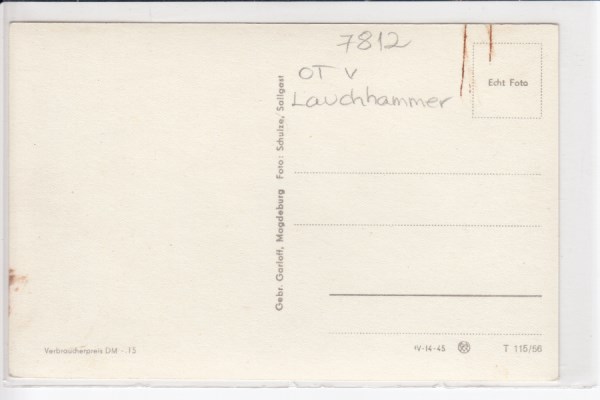 7812
OT v
Lauchhammer
Echt Foto
Gebr. Garloff, Magdeburg Foto: Schulze, Sallgast
Verbraucherpreis DM -.15
IV-14-45
T 115/56